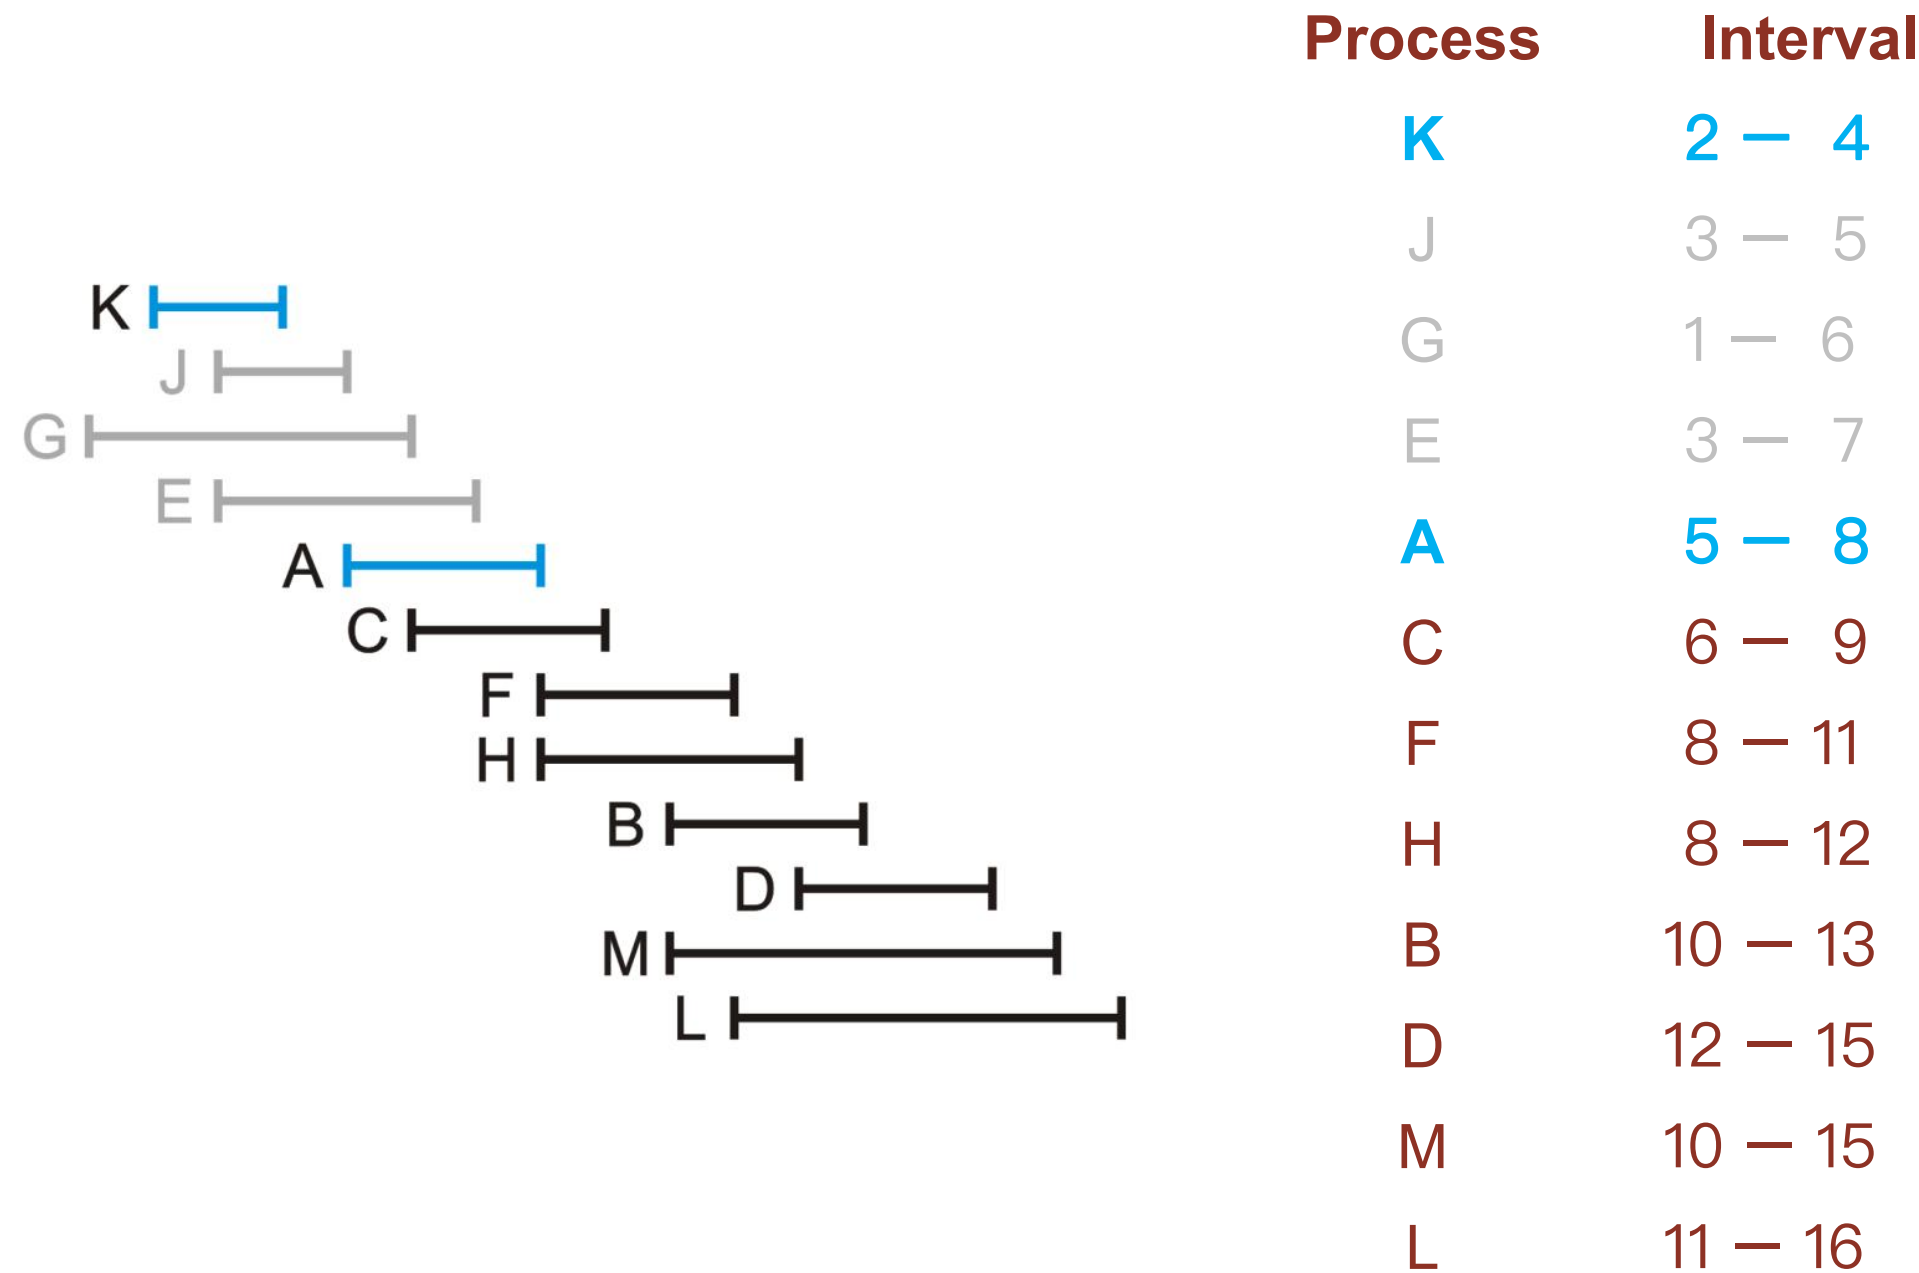 Process Interval
K 2 — 4
J 3 — 5
G 1 — 6
E 3 — 7
A 5 — 8
C 6 — 9
F 8 — 11
H 8 — 12
B 10 — 13
D 12 — 15
M 10 — 15
L 11 — 16
K
J
G
E
A
C
F
H
B
D
M
L